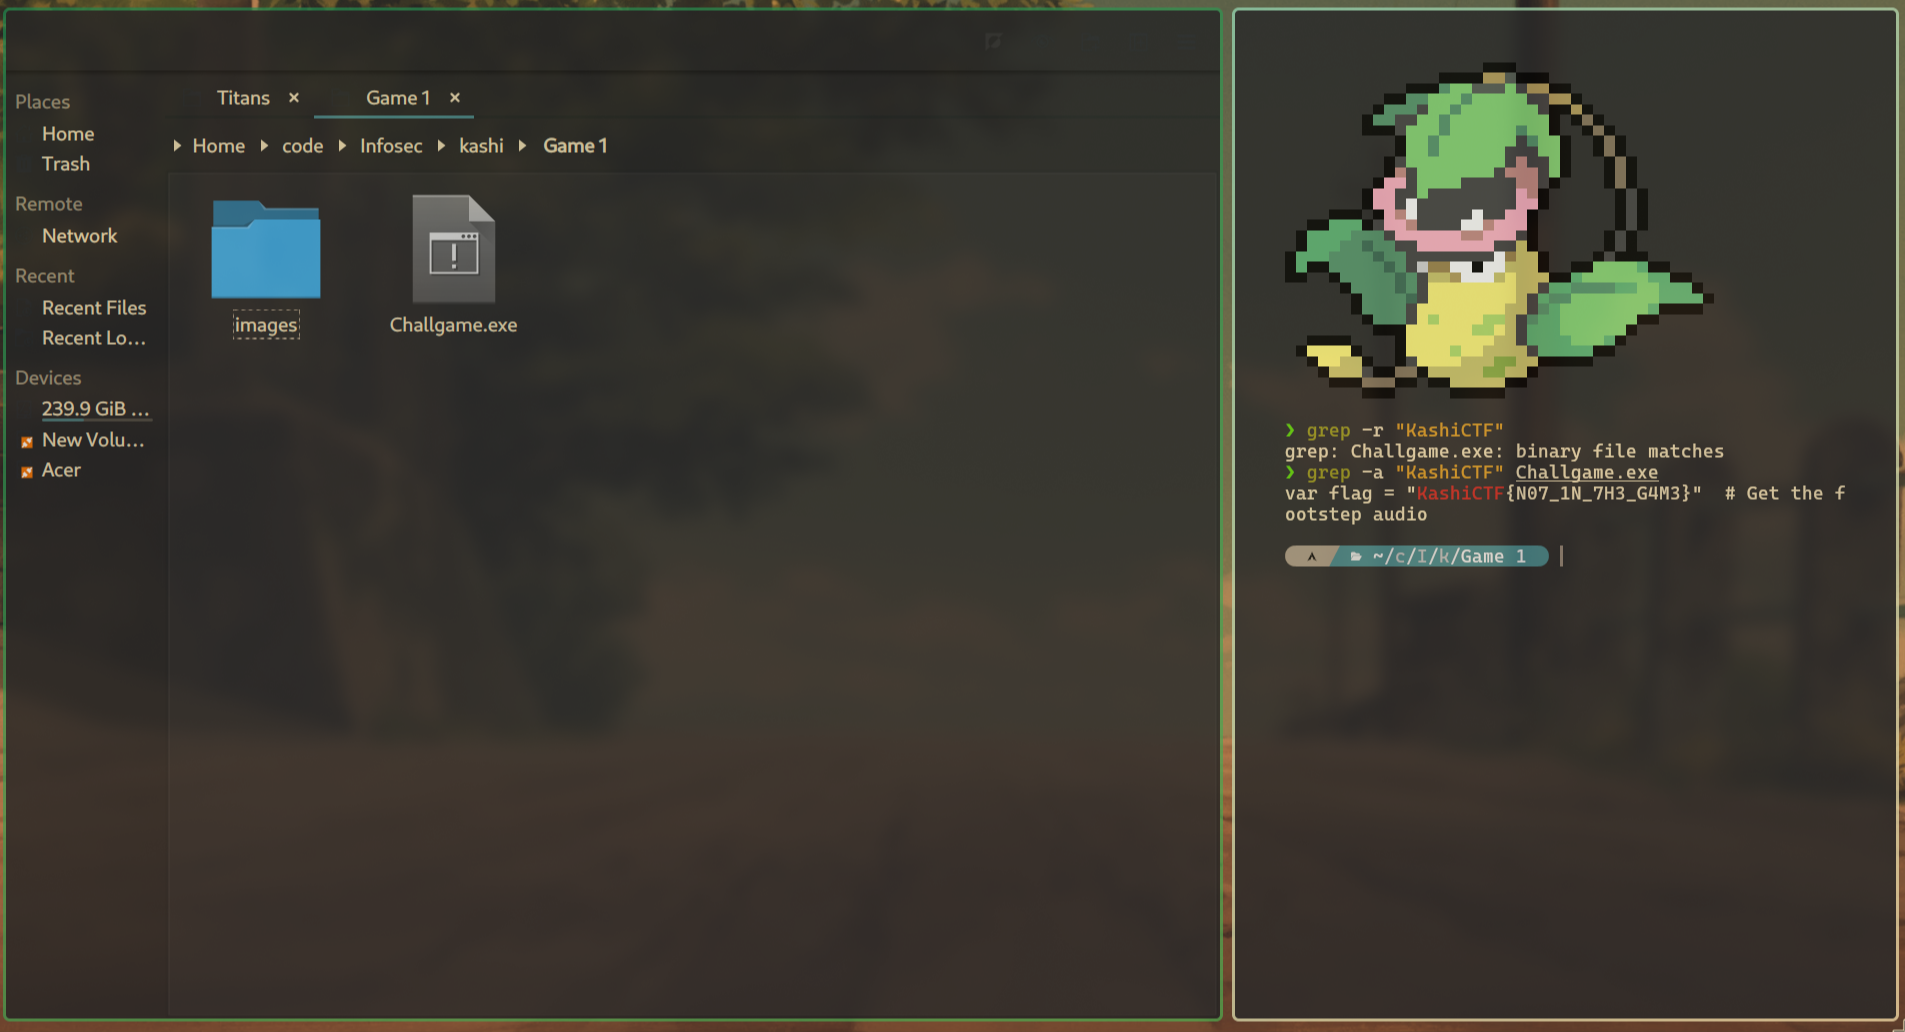 Titans ×
Game 1 ×
Places
Home
Trash
Remote
Network
Recent
Recent Files
Recent Lo...
Devices
239.9 GiB ...
New Volu...
Acer
Home code Infosec kashi Game 1
images
Challgame.exe
❯ grep -r "KashiCTF"
grep: Challgame.exe: binary file matches
❯ grep -a "KashiCTF" Challgame.exe
var flag = "KashiCTF{N07_1N_7H3_G4M3}"  # Get the f
ootstep audio
~/c/I/k/Game 1